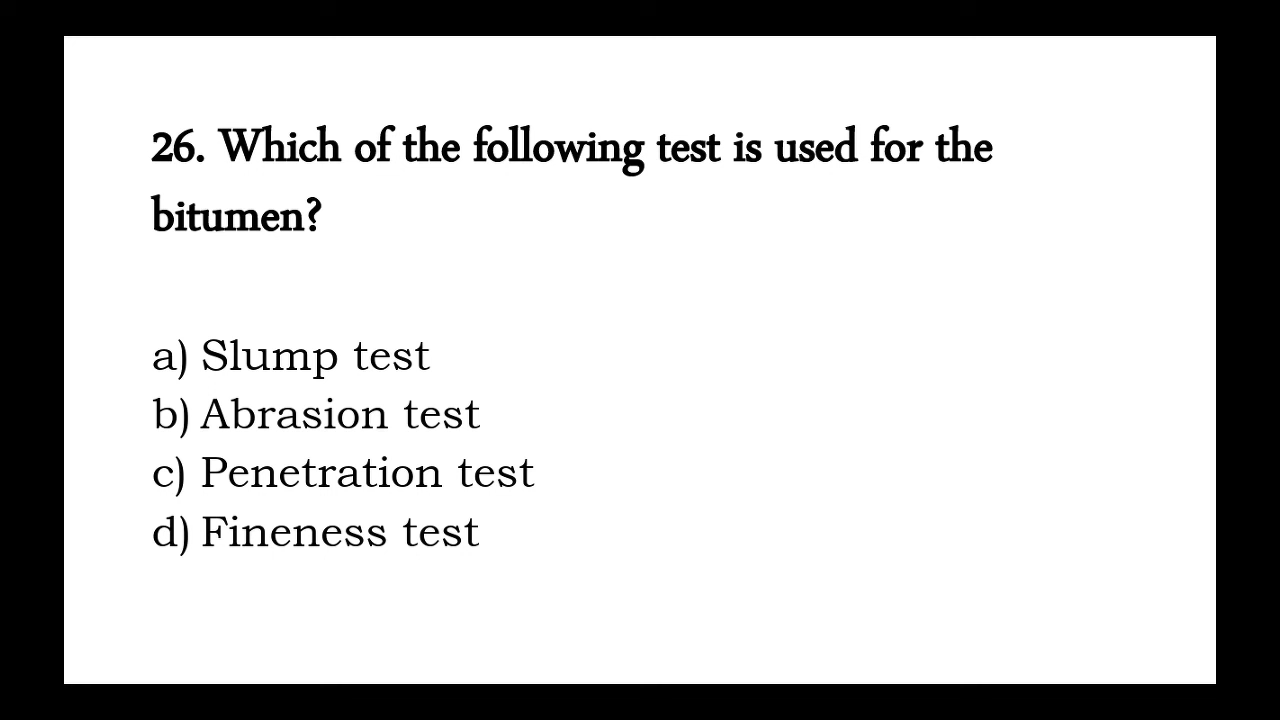 26. Which of the following test is used for the
bitumen?
a) Slump test
b) Abrasion test
c) Penetration test
d) Fineness test